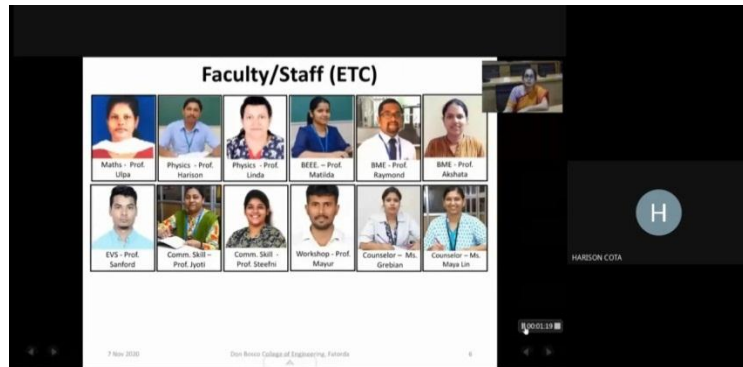 Faculty/Staff (ETC)
Maths - Prof.
Ulpa
Physics - Prof.
Harison
Physics - Prof.
Linda
BEEE. – Prof.
Matilda
BME - Prof.
Raymond
BME - Prof.
Akshata
EVS - Prof.
Sanford
Comm. Skill –
Prof. Jyoti
Comm. Skill -
Prof. Steefni
Workshop - Prof.
Mayur
Counselor – Ms.
Grebian
Counselor – Ms.
Maya Lin
H
HARISON COTA
00:01:19
7 Nov 2020
Don Bosco College of Engineering, Fatorda
6